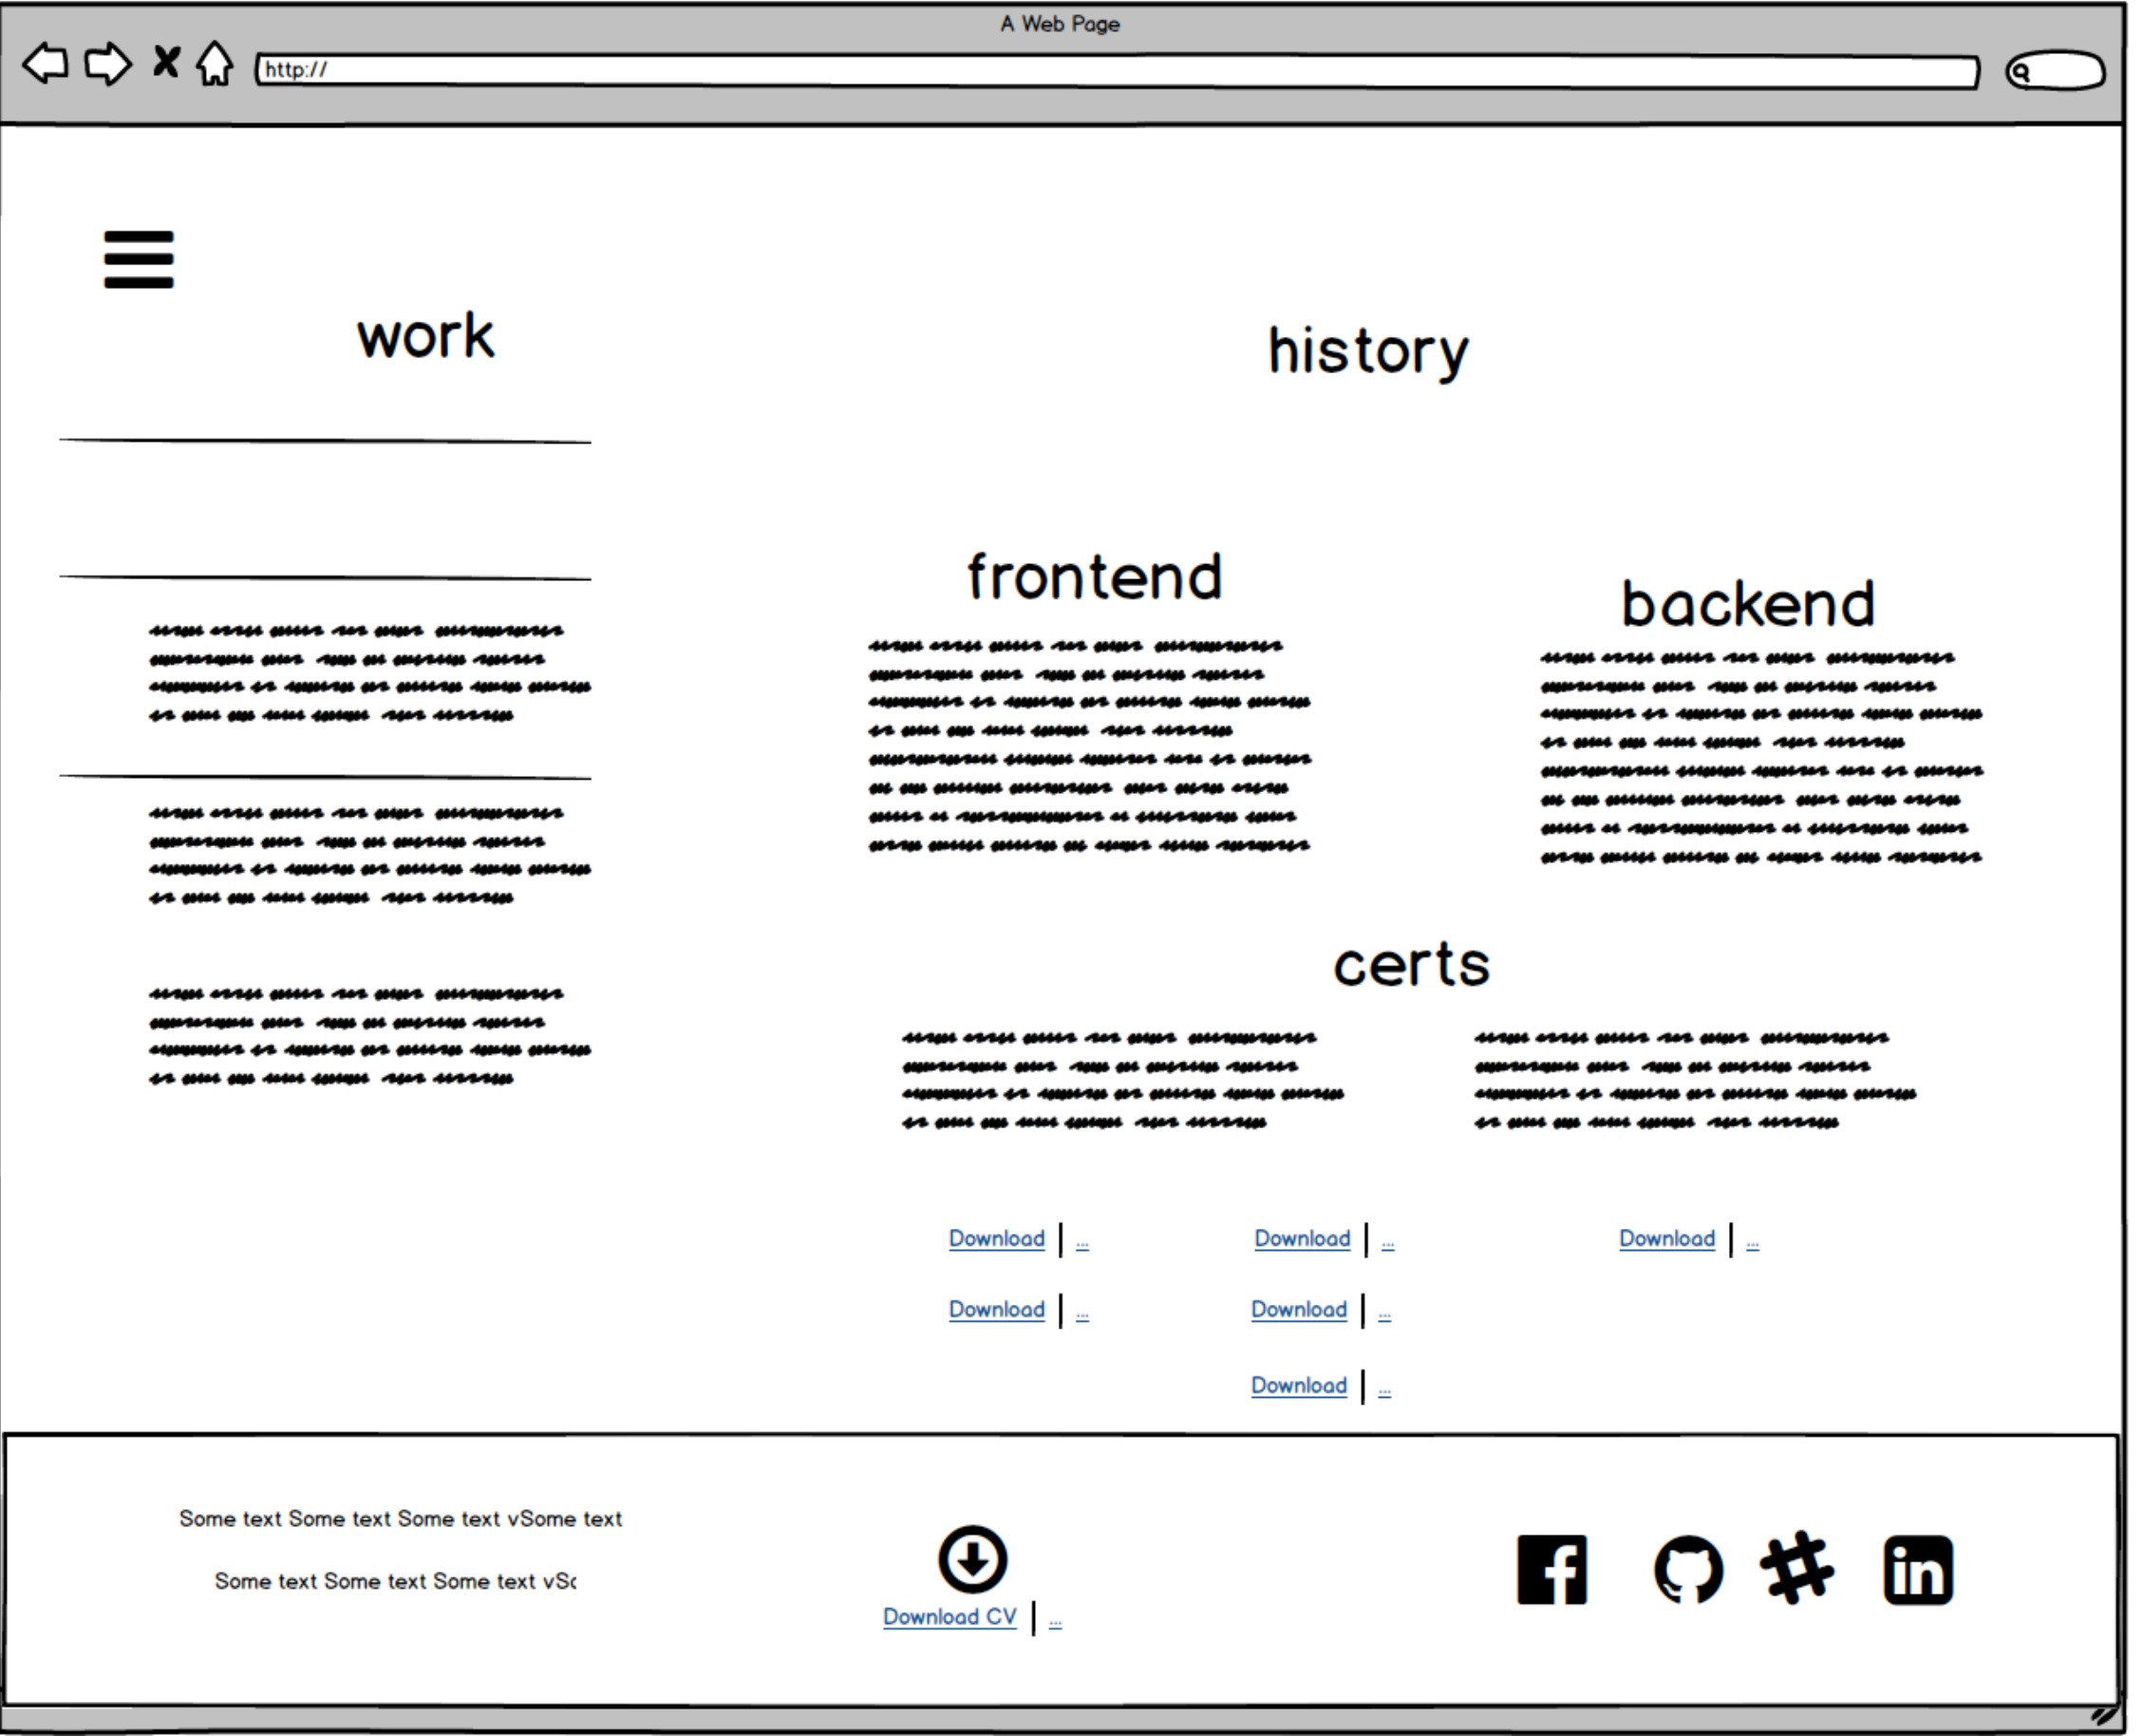 A Web Page
http://
work
history
frontend
backend
certs
Download | ...
Download | ...
Download | ...
Download | ...
Download | ...
Download | ...
Some text Some text Some text vSome text
Some text Some text Some text vSc
Download CV | ...